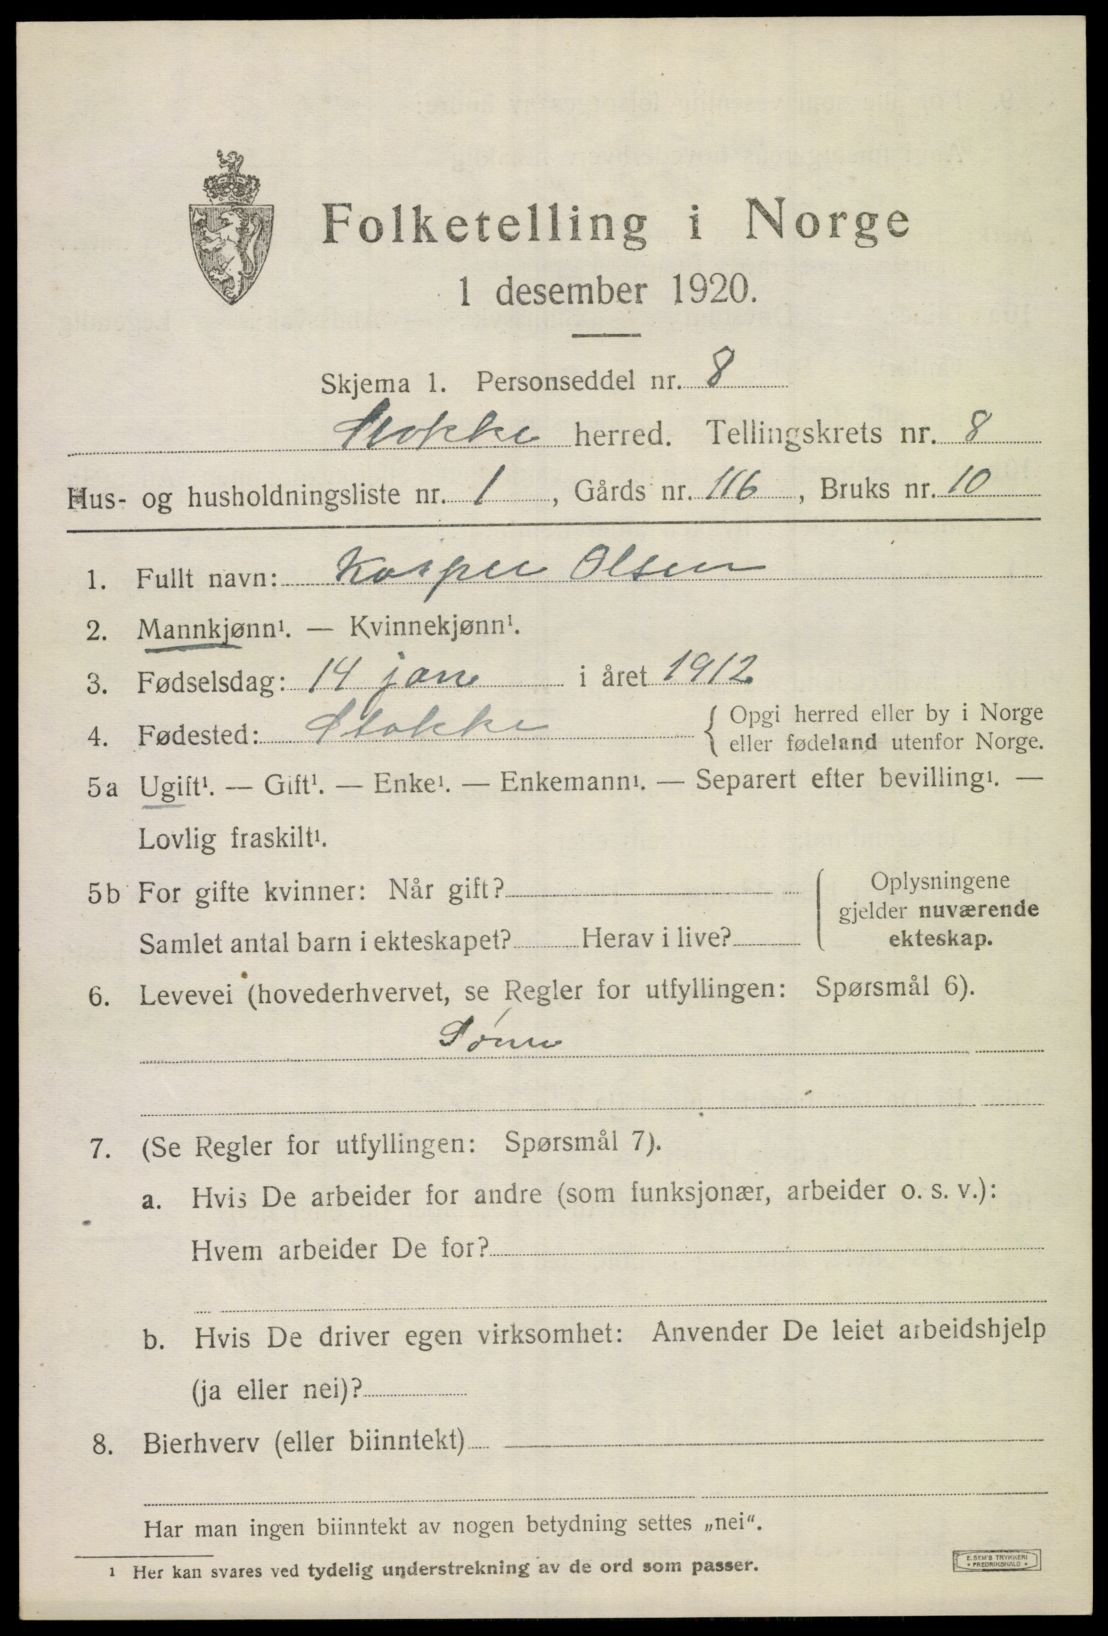 Folketelling i Norge
1 desember 1920.
Skjema 1. Personseddel nr. 8
Stokke herred. Tellingskrets nr. 8
Hus- og husholdningsliste nr. 1, Gårds nr. 116, Bruks nr. 10
1. Fullt navn: Kasper Olsen
2. Mannkjønn¹. — Kvinnekjønn¹.
3. Fødselsdag: 14 jan i året 1912
4. Fødested: Stokke { Opgi herred eller by i Norge
eller fødeland utenfor Norge.
5a Ugift¹. — Gift¹. — Enke¹. — Enkemann¹. — Separert efter bevilling¹. —
Lovlig fraskilt¹.
5b For gifte kvinner: Når gift?
Samlet antal barn i ekteskapet? Herav i live?
Oplysningene
gjelder nuværende
ekteskap.
6. Levevei (hovederhvervet, se Regler for utfyllingen: Spørsmål 6).
7. (Se Regler for utfyllingen: Spørsmål 7).
a. Hvis De arbeider for andre (som funksjonær, arbeider o. s. v.):
Hvem arbeider De for?
b. Hvis De driver egen virksomhet: Anvender De leiet arbeidshjelp
(ja eller nei)?
8. Bierhverv (eller biinntekt)
Har man ingen biinntekt av nogen betydning settes „nei“.
¹ Her kan svares ved tydelig understrekning av de ord som passer.
E. SEM'S TRYKKERI
FREDRIKSHALD